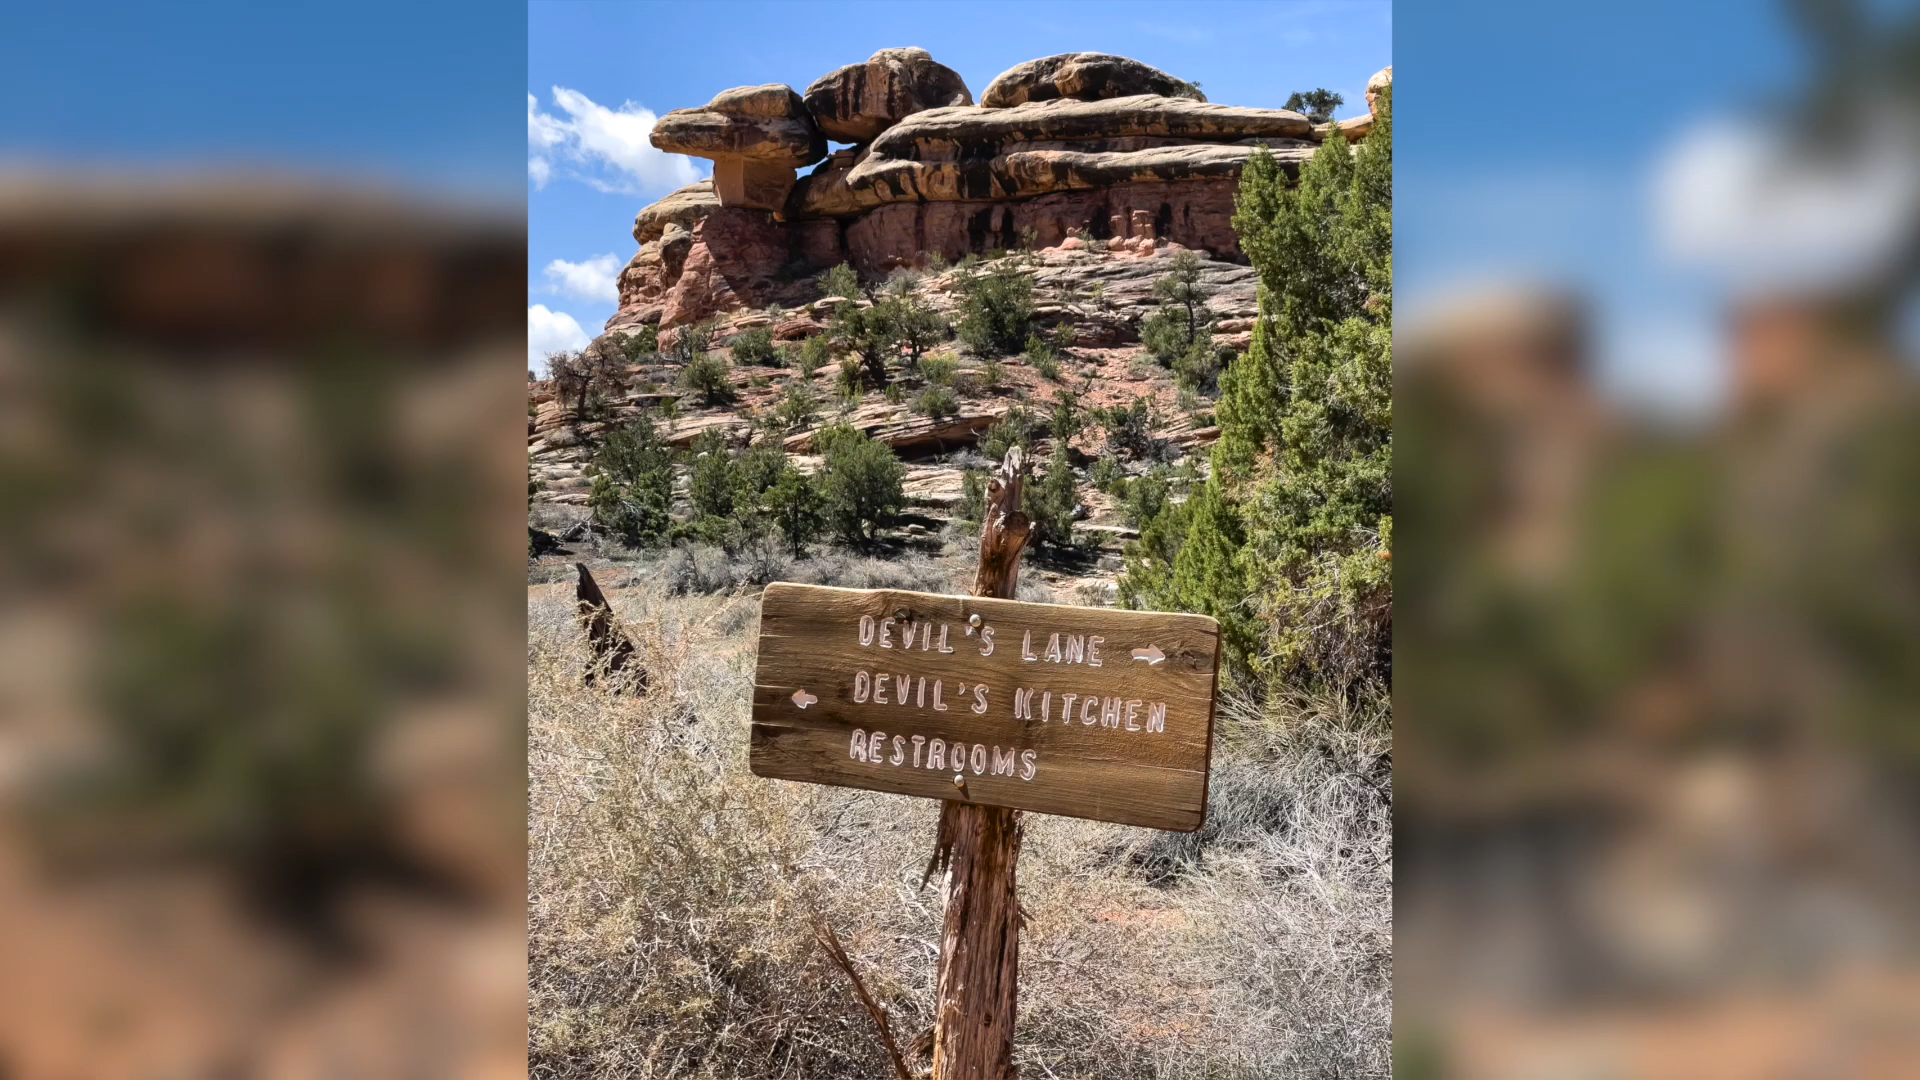 DEVIL'S LANE →
← DEVIL'S KITCHEN
RESTROOMS